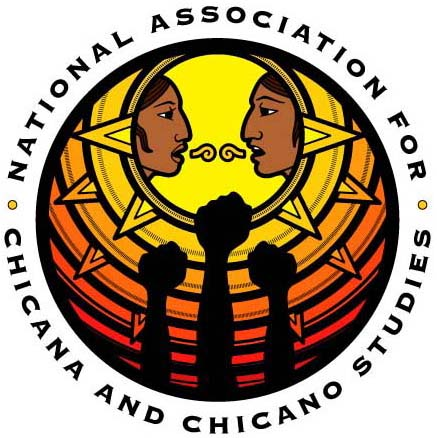 NATIONAL ASSOCIATION FOR
CHICANA AND CHICANO STUDIES